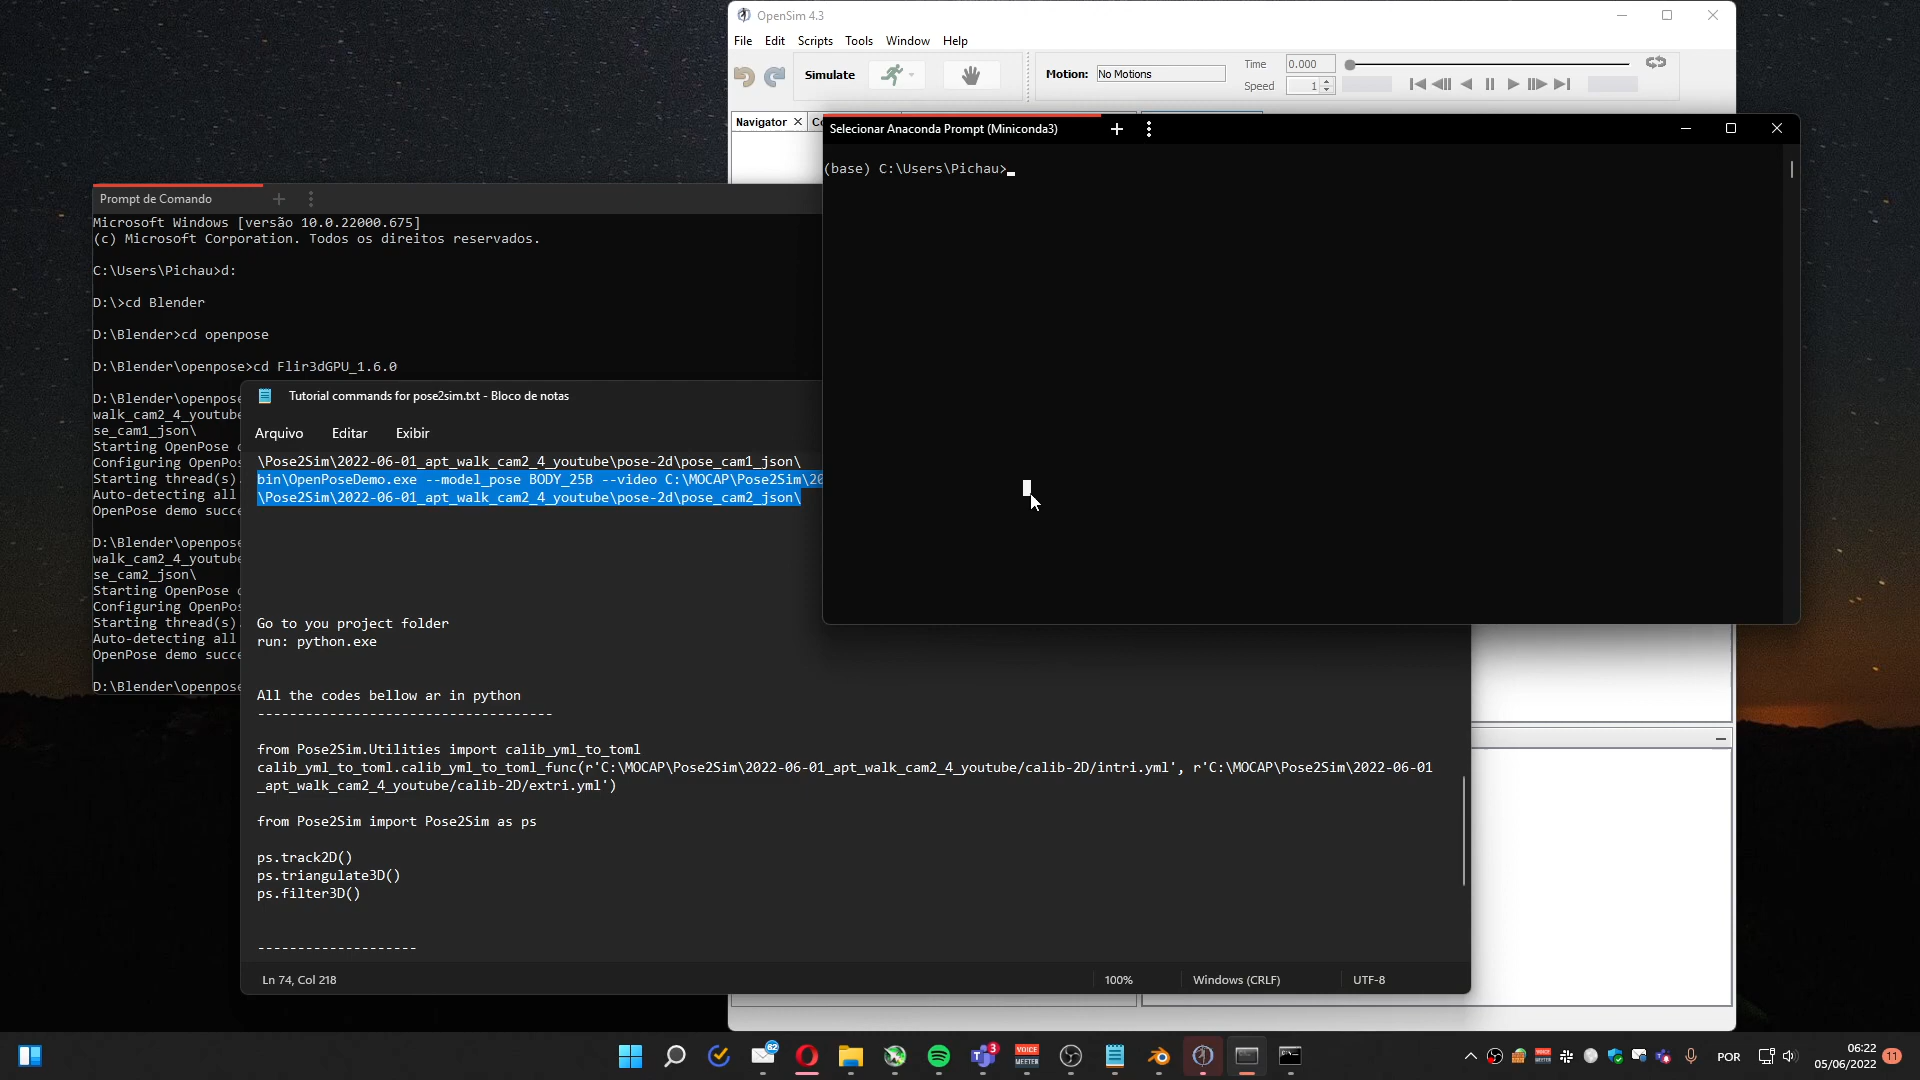 OpenSim 4.3
File Edit Scripts Tools Window Help
Simulate
Motion: No Motions
Time 0.000
Speed 1
Navigator
Selecionar Anaconda Prompt (Miniconda3)
(base) C:\Users\Pichau>
Prompt de Comando
Microsoft Windows [versão 10.0.22000.675]
(c) Microsoft Corporation. Todos os direitos reservados.
C:\Users\Pichau>d:
D:\>cd Blender
D:\Blender>cd openpose
D:\Blender\openpose>cd Flir3dGPU_1.6.0
D:\Blender\openpose
walk_cam2_4_youtube
se_cam1_json\
Starting OpenPose
Configuring OpenPos
Starting thread(s)
Auto-detecting all
OpenPose demo succe
D:\Blender\openpose
walk_cam2_4_youtube
se_cam2_json\
Starting OpenPose
Configuring OpenPos
Starting thread(s)
Auto-detecting all
OpenPose demo succe
D:\Blender\openpose
Tutorial commands for pose2sim.txt - Bloco de notas
Arquivo Editar Exibir
\Pose2Sim\2022-06-01_apt_walk_cam2_4_youtube\pose-2d\pose_cam1_json\
bin\OpenPoseDemo.exe --model_pose BODY_25B --video C:\MOCAP\Pose2Sim\20
\Pose2Sim\2022-06-01_apt_walk_cam2_4_youtube\pose-2d\pose_cam2_json\
Go to you project folder
run: python.exe
All the codes bellow ar in python
-------------------------------------
from Pose2Sim.Utilities import calib_yml_to_toml
calib_yml_to_toml.calib_yml_to_toml_func(r'C:\MOCAP\Pose2Sim\2022-06-01_apt_walk_cam2_4_youtube/calib-2D/intri.yml', r'C:\MOCAP\Pose2Sim\2022-06-01
_apt_walk_cam2_4_youtube/calib-2D/extri.yml')
from Pose2Sim import Pose2Sim as ps
ps.track2D()
ps.triangulate3D()
ps.filter3D()
--------------------
Ln 74, Col 218
100%
Windows (CRLF)
UTF-8
62
3
VOICE
MEETER
POR
06:22
05/06/2022
11